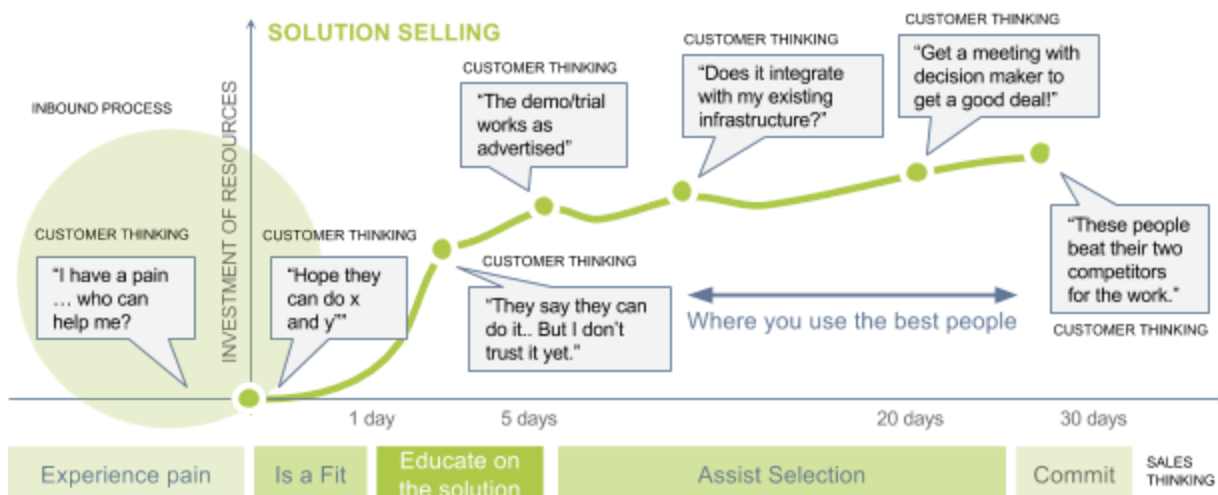 SOLUTION SELLING
INBOUND PROCESS
INVESTMENT OF RESOURCES
CUSTOMER THINKING
“I have a pain
… who can
help me?
CUSTOMER THINKING
“Hope they
can do x
and y””
CUSTOMER THINKING
“The demo/trial
works as
advertised”
CUSTOMER THINKING
“They say they can
do it.. But I don’t
trust it yet.”
CUSTOMER THINKING
“Does it integrate
with my existing
infrastructure?”
CUSTOMER THINKING
“Get a meeting with
decision maker to
get a good deal!”
“These people
beat their two
competitors
for the work.”
CUSTOMER THINKING
Where you use the best people
1 day
5 days
20 days
30 days
Experience pain
Is a Fit
Educate on
the solution
Assist Selection
Commit
SALES
THINKING